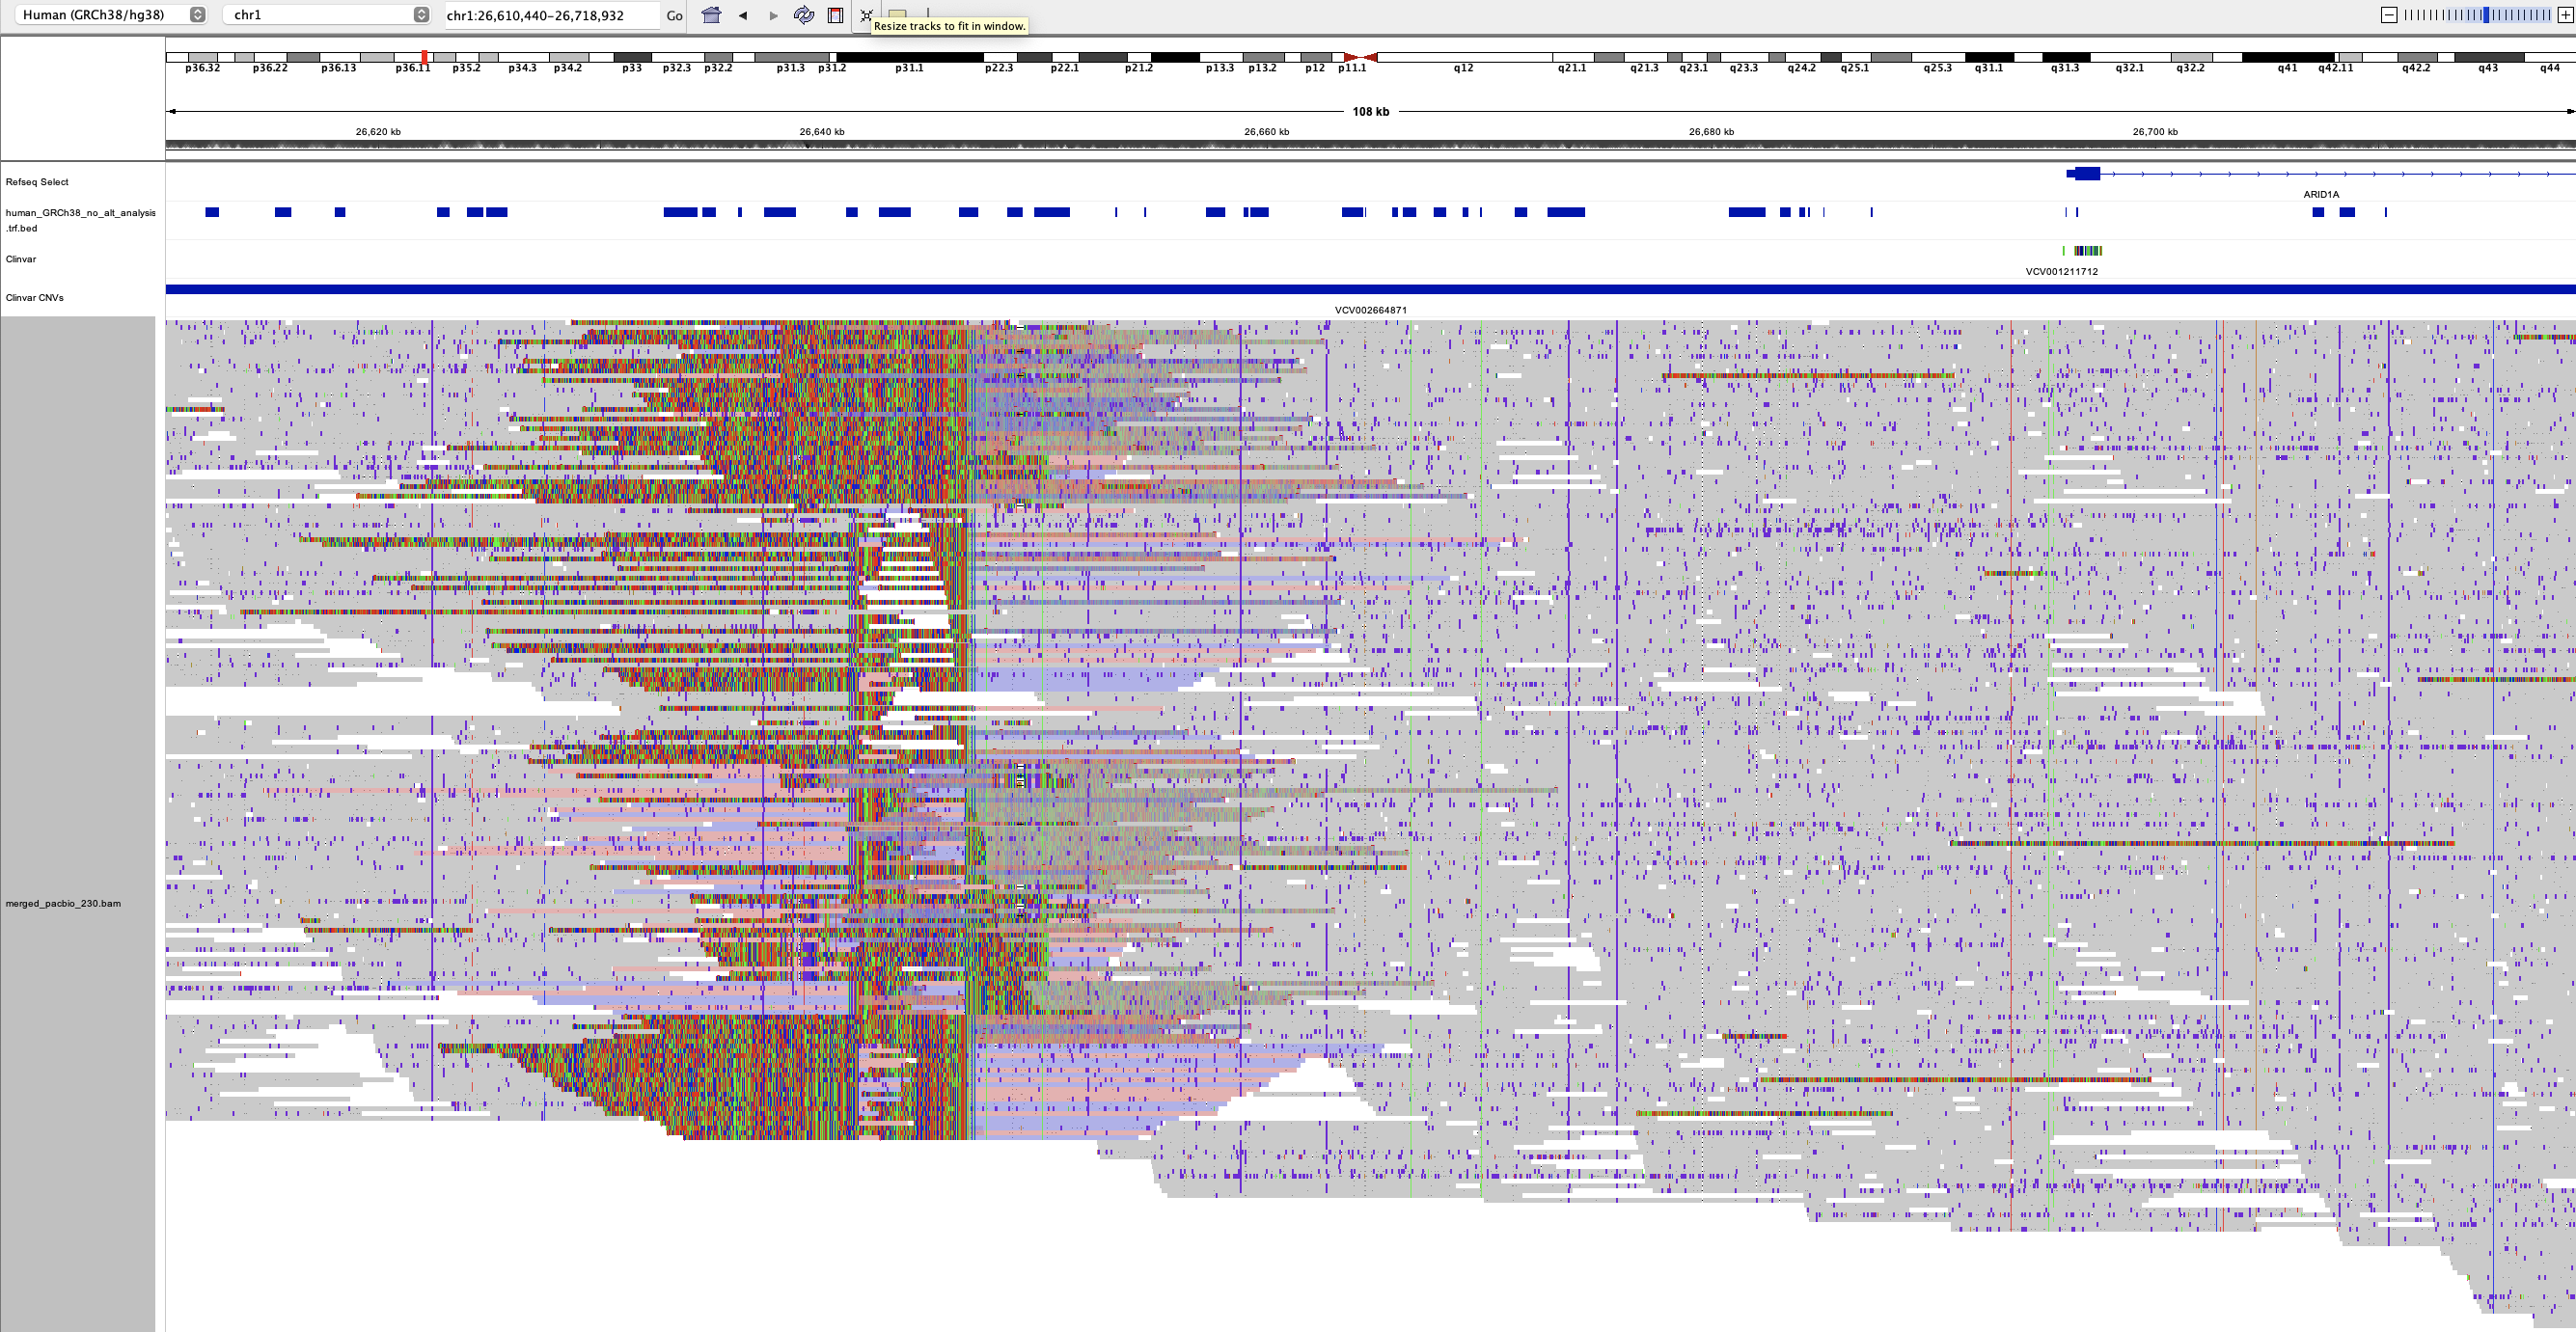 Human (GRCh38/hg38) chr1 chr1:26,610,440-26,718,932 Go
Resize tracks to fit in window.
p36.32 p36.22 p36.13 p36.11 p35.2 p34.3 p34.2 p33 p32.3 p32.2 p31.3 p31.2 p31.1 p22.3 p22.1 p21.2 p13.3 p13.2 p12 p11.1 q12 q21.1 q21.3 q23.1 q23.3 q24.2 q25.1 q25.3 q31.1 q31.3 q32.1 q32.2 q41 q42.11 q42.2 q43 q44
108 kb
26,620 kb 26,640 kb 26,660 kb 26,680 kb 26,700 kb
Refseq Select
ARID1A
human_GRCh38_no_alt_analysis
.trf.bed
Clinvar
VCV001211712
Clinvar CNVs
VCV002664871
merged_pacbio_230.bam